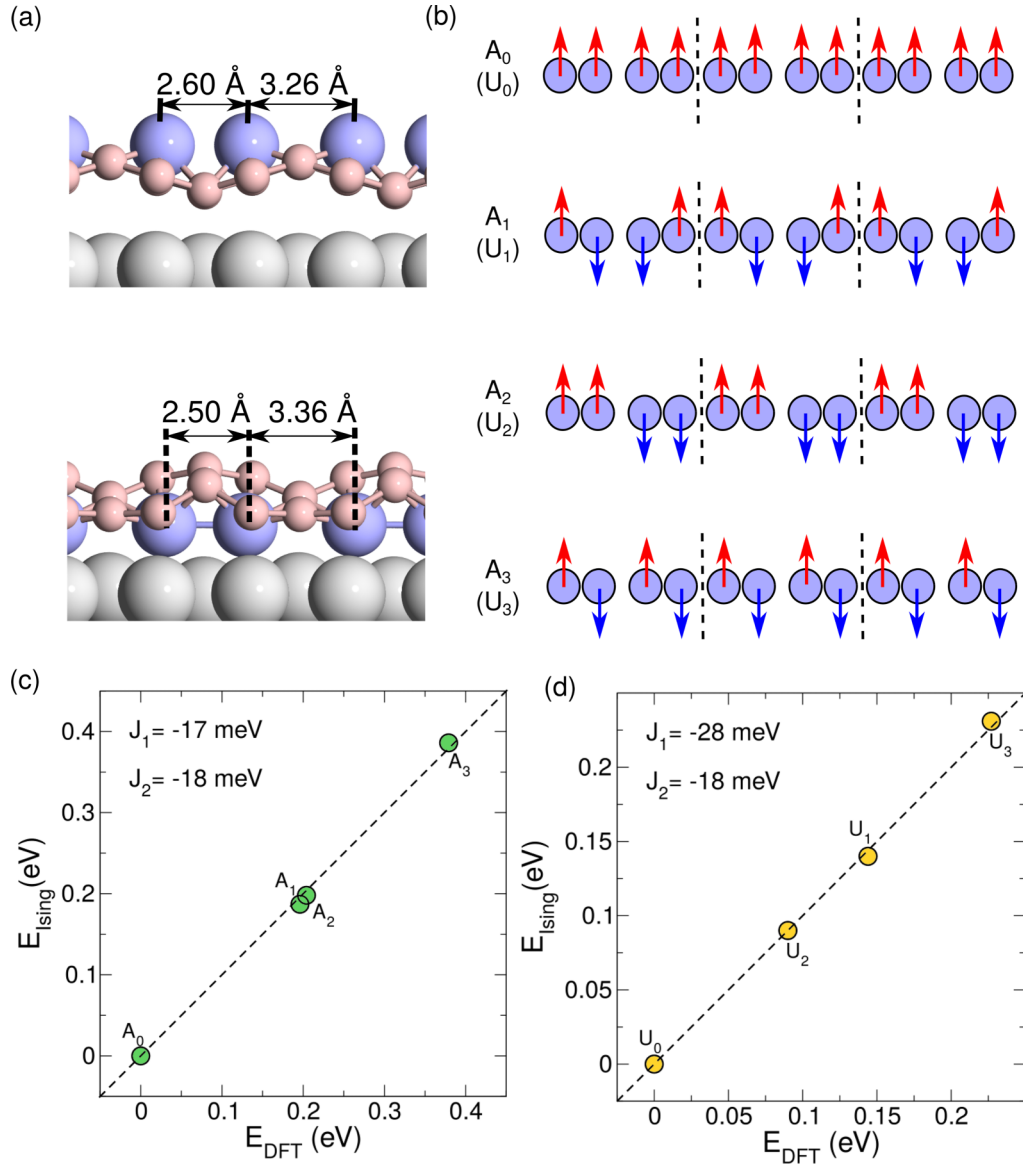 (a)
2.60 Å 3.26 Å
2.50 Å 3.36 Å
(b)
A₀
(U₀)
A₁
(U₁)
A₂
(U₂)
A₃
(U₃)
(c)
J₁= -17 meV
J₂= -18 meV
A₃
A₁
A₂
A₀
0.4
0.3
0.2
0.1
0
E_Ising(eV)
0 0.1 0.2 0.3 0.4
E_DFT (eV)
(d)
J₁= -28 meV
J₂= -18 meV
U₃
U₁
U₂
U₀
0.2
0.15
0.1
0.05
0
E_Ising(eV)
0 0.05 0.1 0.15 0.2
E_DFT (eV)